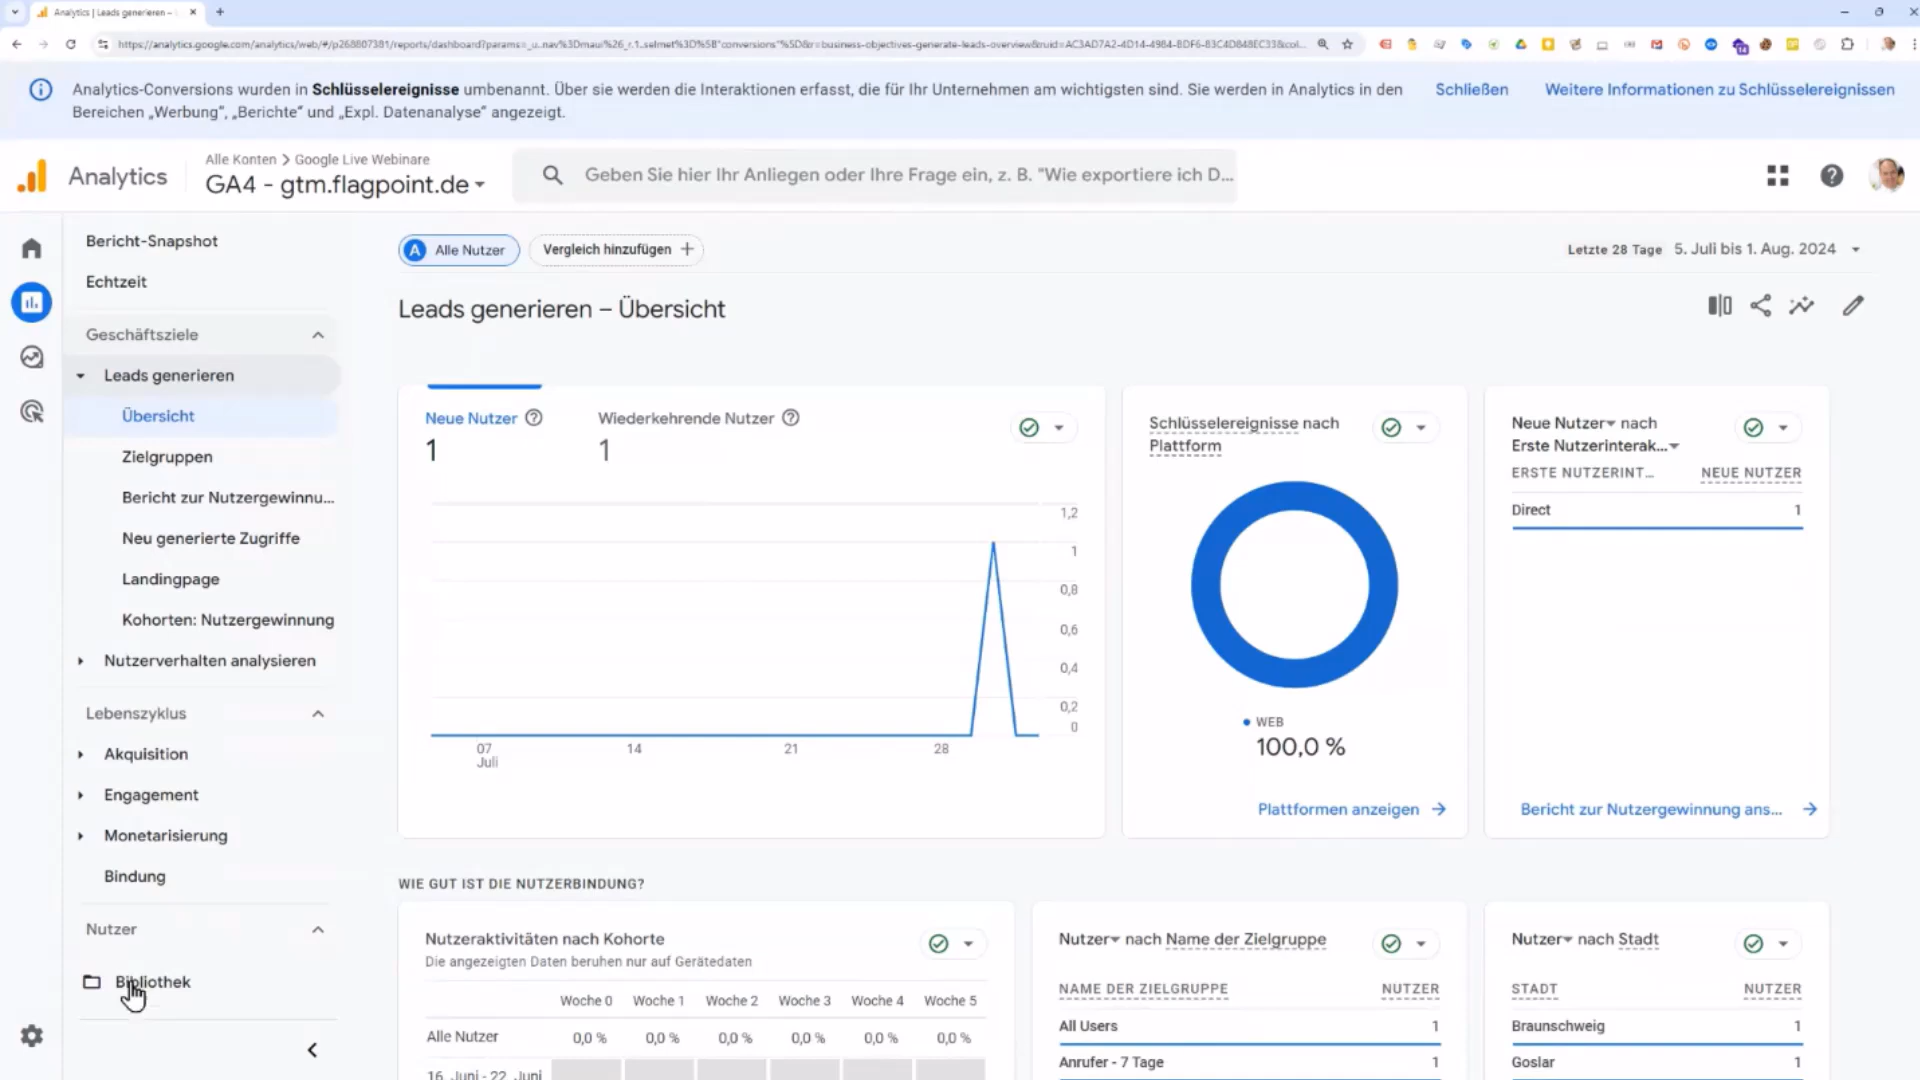 Analytics | Leads generieren –
Analytics-Conversions wurden in Schlüsselereignisse umbenannt. Über sie werden die Interaktionen erfasst, die für Ihr Unternehmen am wichtigsten sind. Sie werden in Analytics in den
Bereichen „Werbung“, „Berichte“ und „Expl. Datenanalyse“ angezeigt.
Schließen
Weitere Informationen zu Schlüsselereignissen
Analytics
Alle Konten > Google Live Webinare
GA4 - gtm.flagpoint.de
Geben Sie hier Ihr Anliegen oder Ihre Frage ein, z. B. "Wie exportiere ich D...
Bericht-Snapshot
Echtzeit
Geschäftsziele
Leads generieren
Übersicht
Zielgruppen
Bericht zur Nutzergewinnu...
Neu generierte Zugriffe
Landingpage
Kohorten: Nutzergewinnung
Nutzerverhalten analysieren
Lebenszyklus
Akquisition
Engagement
Monetarisierung
Bindung
Nutzer
Bibliothek
A Alle Nutzer
Vergleich hinzufügen +
Letzte 28 Tage 5. Juli bis 1. Aug. 2024
Leads generieren – Übersicht
Neue Nutzer
1
Wiederkehrende Nutzer
1
1,2
1
0,8
0,6
0,4
0,2
0
07
Juli
14
21
28
Schlüsselereignisse nach
Plattform
WEB
100,0 %
Plattformen anzeigen
Neue Nutzer nach
Erste Nutzerinterak...
ERSTE NUTZERINT... NEUE NUTZER
Direct 1
Bericht zur Nutzergewinnung ans...
WIE GUT IST DIE NUTZERBINDUNG?
Nutzeraktivitäten nach Kohorte
Die angezeigten Daten beruhen nur auf Gerätedaten
Woche 0 Woche 1 Woche 2 Woche 3 Woche 4 Woche 5
Alle Nutzer 0,0 % 0,0 % 0,0 % 0,0 % 0,0 % 0,0 %
16. Juni - 22. Juni
Nutzer nach Name der Zielgruppe
NAME DER ZIELGRUPPE NUTZER
All Users 1
Anrufer - 7 Tage 1
Nutzer nach Stadt
STADT NUTZER
Braunschweig 1
Goslar 1